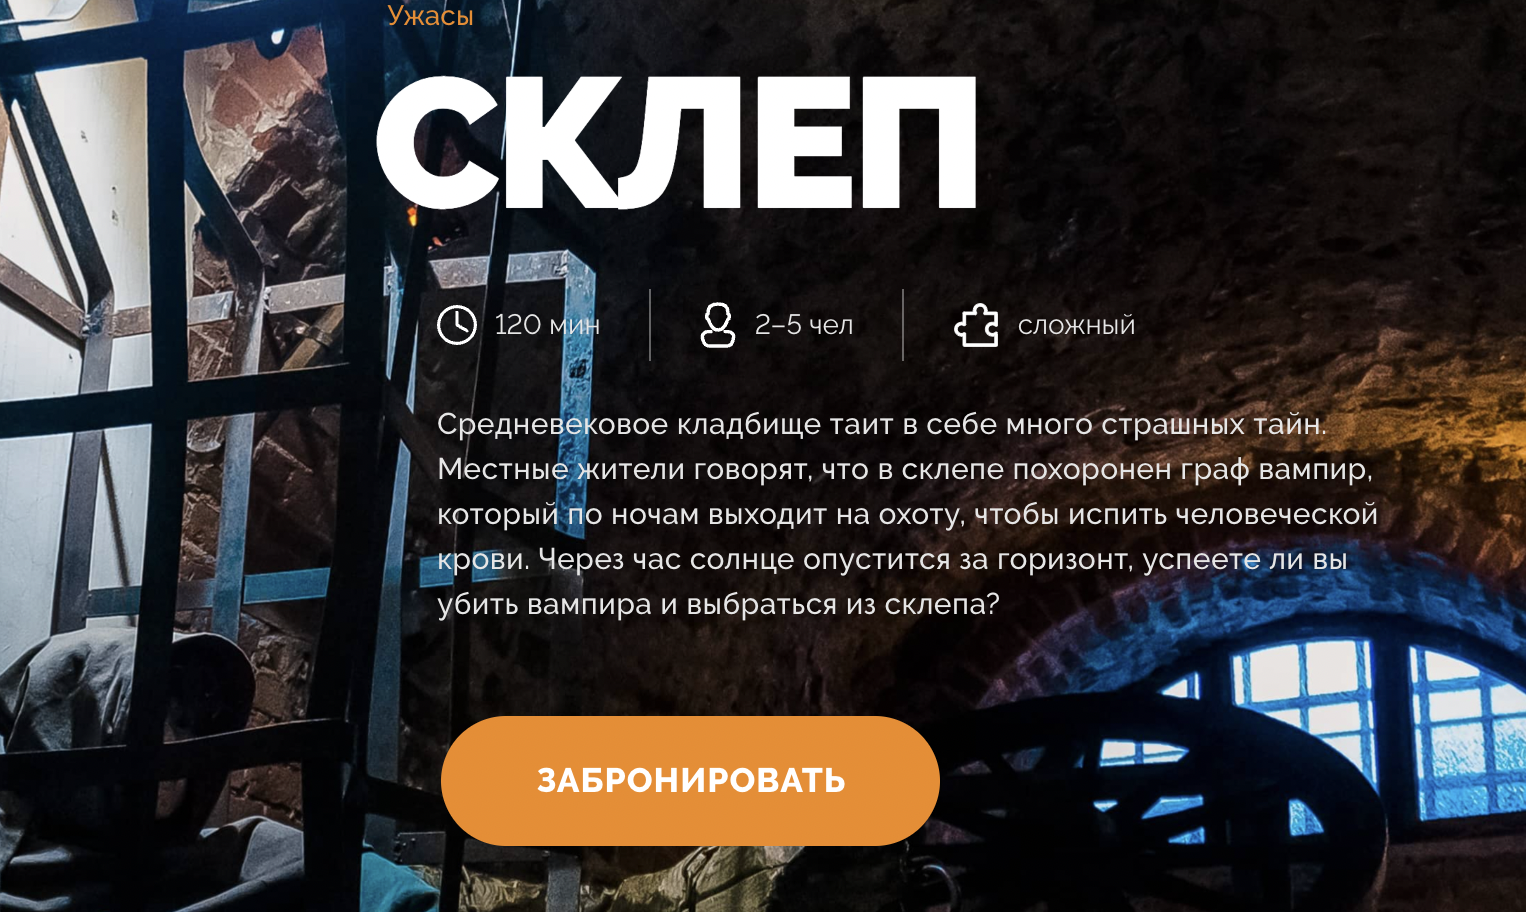 Ужасы
СКЛЕП
120 мин
2–5 чел
сложный
Средневековое кладбище таит в себе много страшных тайн.
Местные жители говорят, что в склепе похоронен граф вампир,
который по ночам выходит на охоту, чтобы испить человеческой
крови. Через час солнце опустится за горизонт, успеете ли вы
убить вампира и выбраться из склепа?
ЗАБРОНИРОВАТЬ